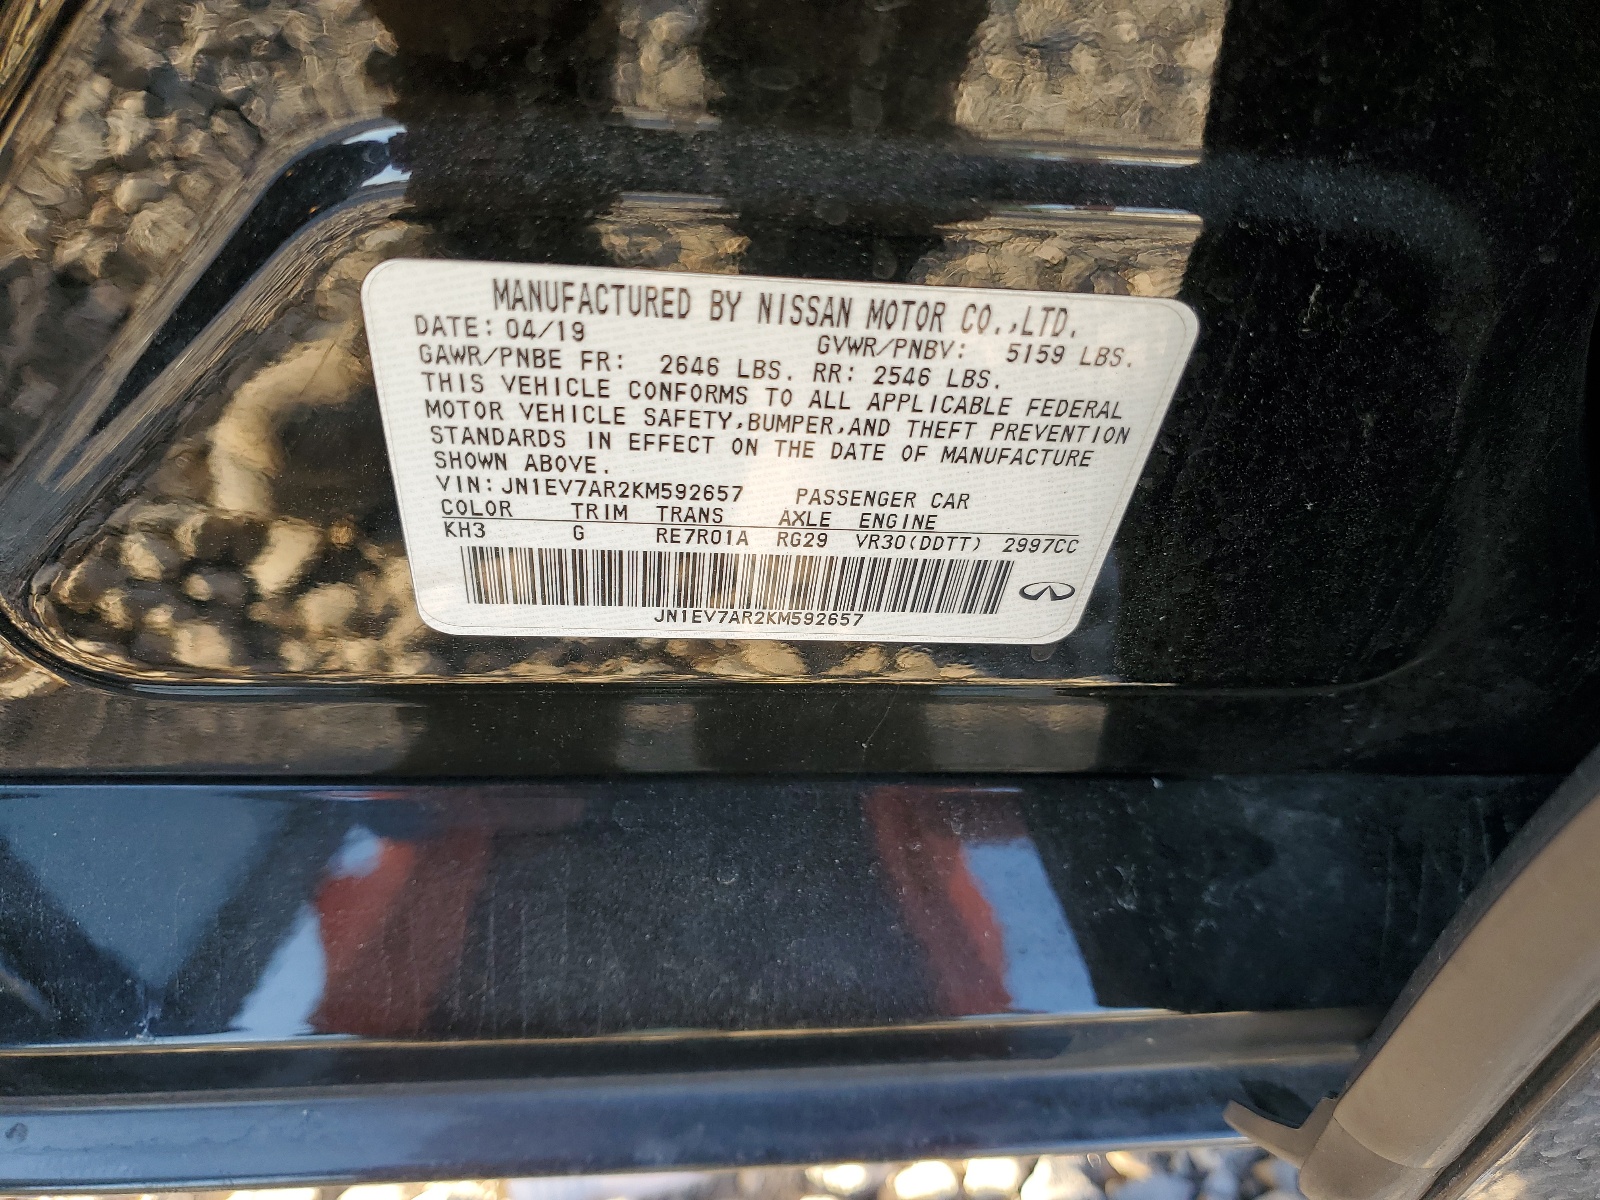 MANUFACTURED BY NISSAN MOTOR CO.,LTD.
DATE: 04/19 GVWR/PNBV: 5159 LBS.
GAWR/PNBE FR: 2646 LBS. RR: 2546 LBS.
THIS VEHICLE CONFORMS TO ALL APPLICABLE FEDERAL
MOTOR VEHICLE SAFETY,BUMPER,AND THEFT PREVENTION
STANDARDS IN EFFECT ON THE DATE OF MANUFACTURE
SHOWN ABOVE.
VIN: JN1EV7AR2KM592657 PASSENGER CAR
COLOR TRIM TRANS AXLE ENGINE
KH3 G RE7R01A RG29 VR30(DDTT) 2997CC
JN1EV7AR2KM592657